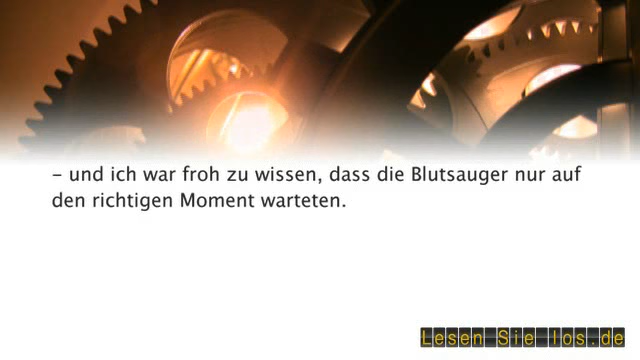 – und ich war froh zu wissen, dass die Blutsauger nur auf
den richtigen Moment warteten.
Lesen Sie los.de